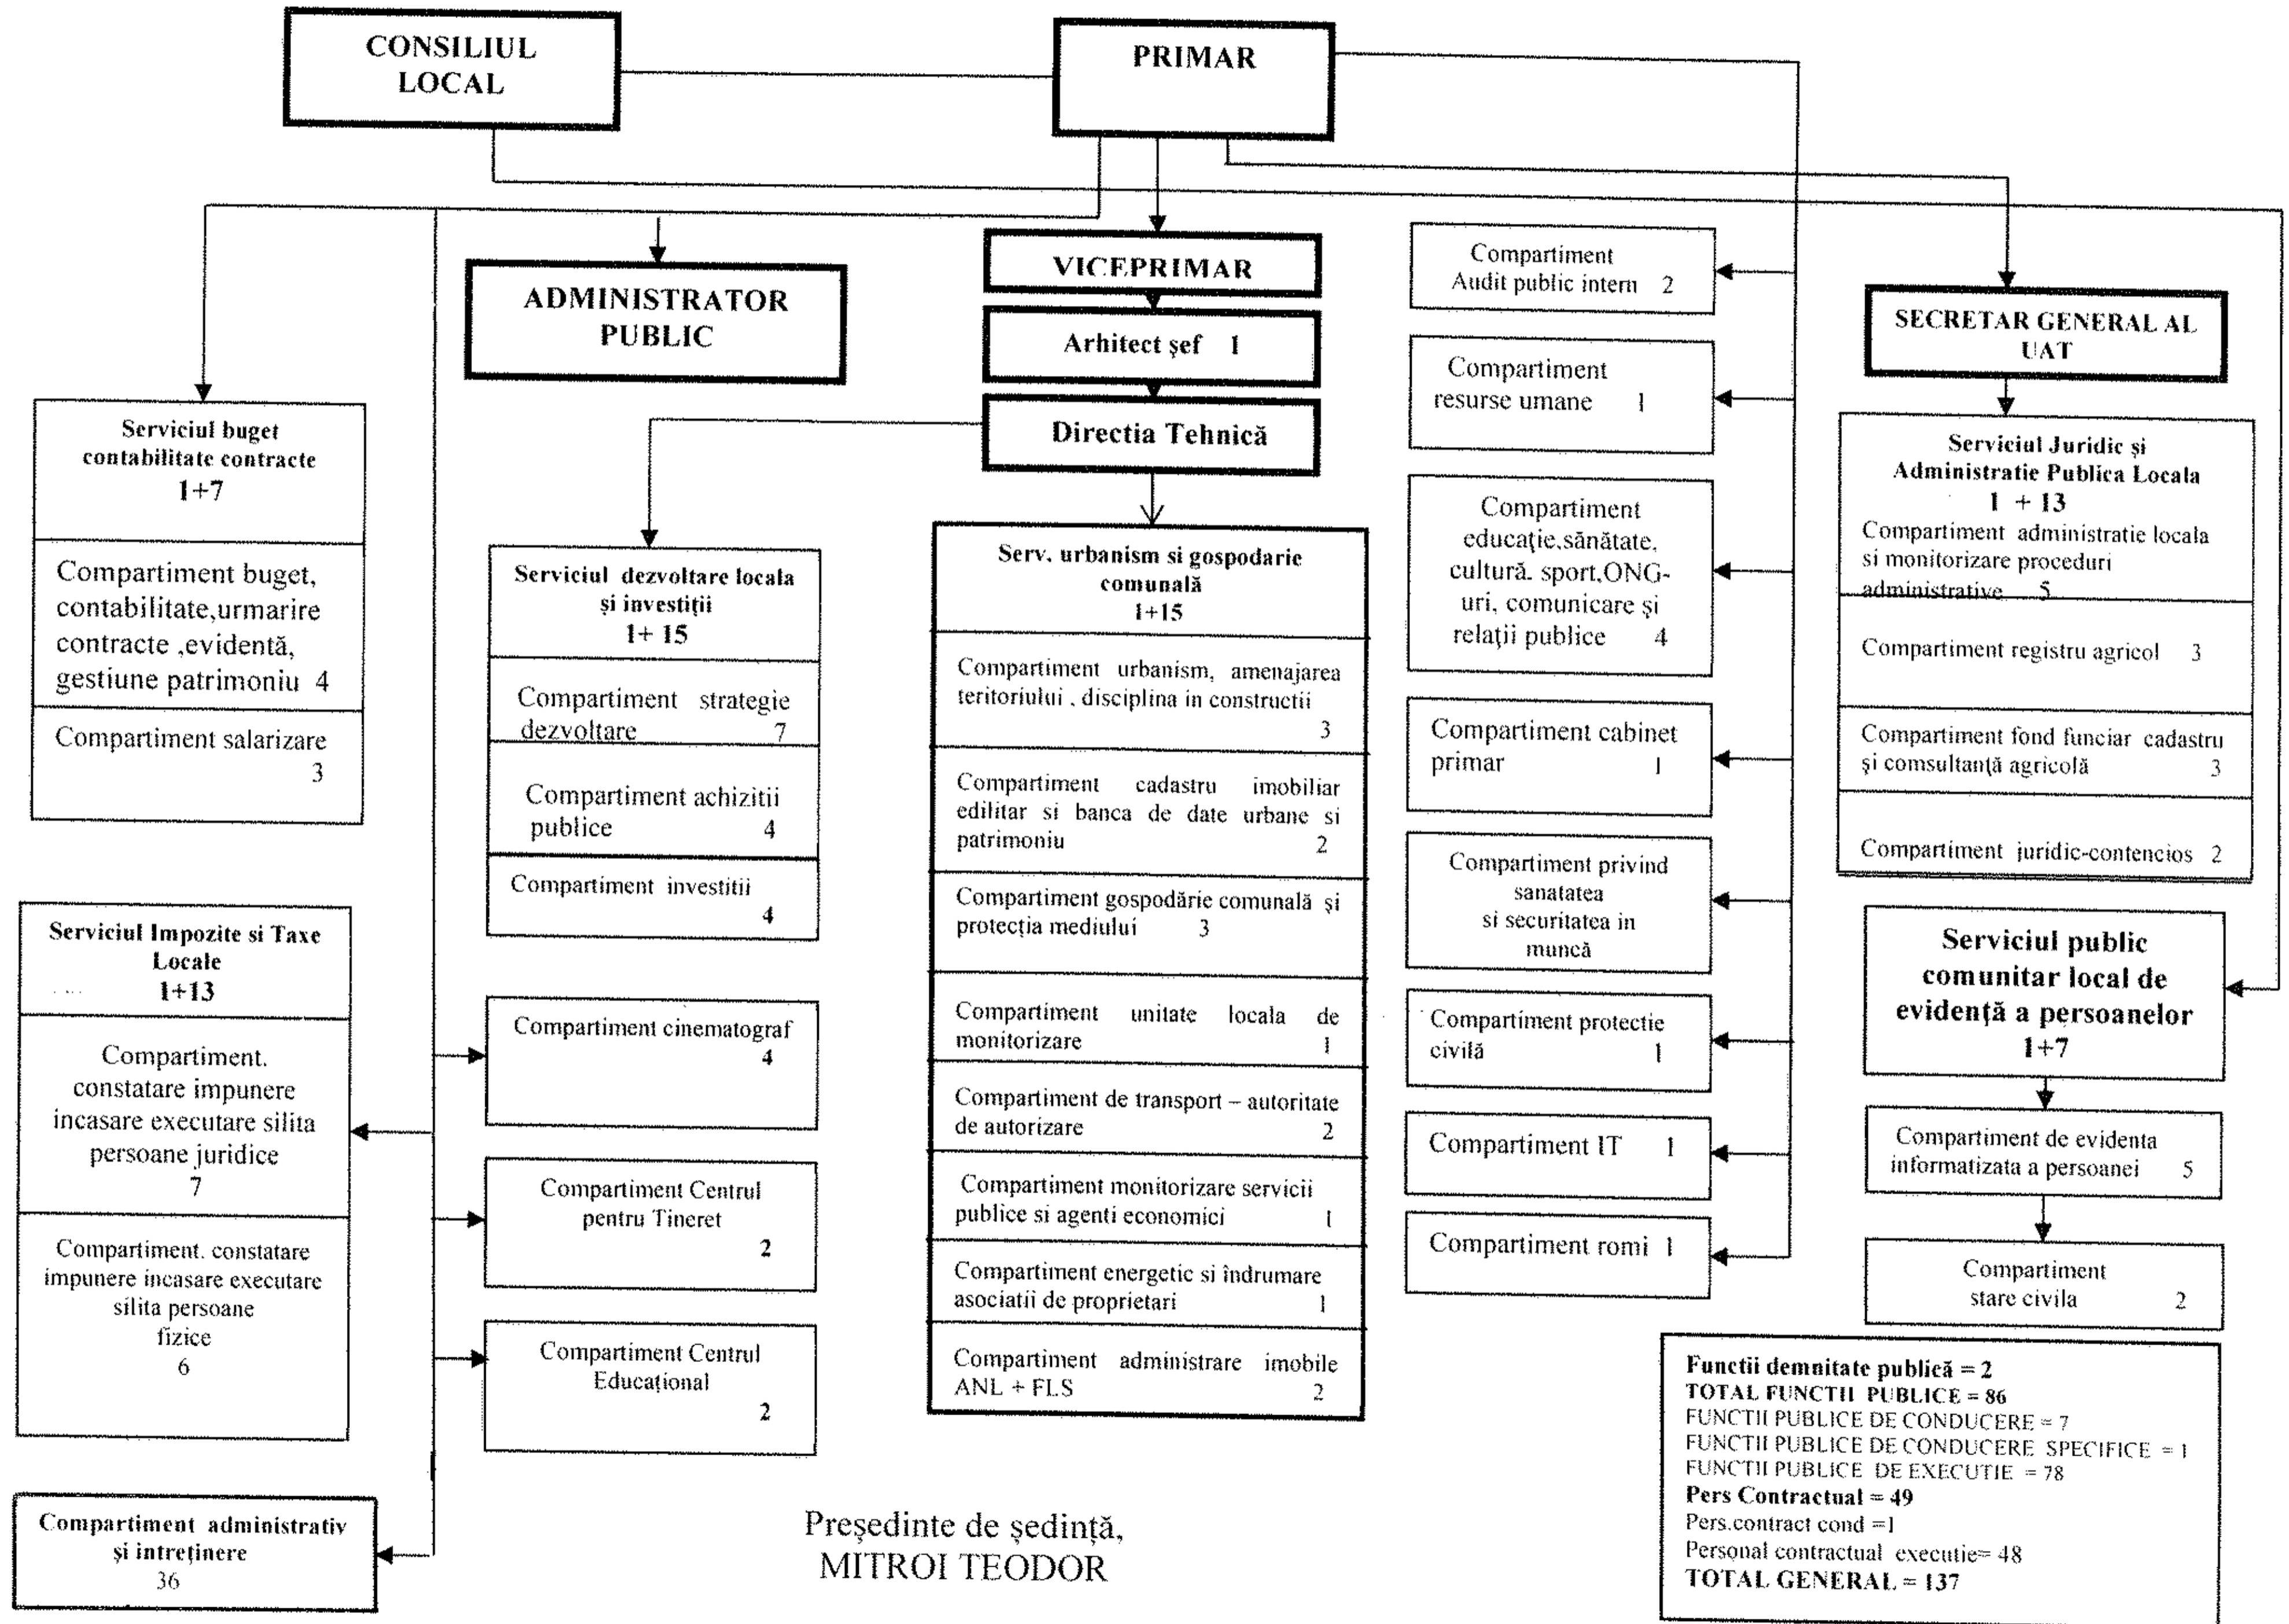 CONSILIUL
LOCAL
PRIMAR
ADMINISTRATOR
PUBLIC
VICEPRIMAR
Arhitect şef 1
Directia Tehnică
SECRETAR GENERAL AL
UAT
Serviciul buget
contabilitate contracte
1+7
Compartiment buget,
contabilitate,urmarire
contracte ,evidentă,
gestiune patrimoniu 4
Compartiment salarizare
3
Serviciul Impozite si Taxe
Locale
1+13
Compartiment.
constatare impunere
incasare executare silita
persoane juridice
7
Compartiment. constatare
impunere incasare executare
silita persoane
fizice
6
Compartiment administrativ
şi intreţinere
36
Serviciul dezvoltare locala
şi investiţii
1+ 15
Compartiment strategie
dezvoltare 7
Compartiment achizitii
publice 4
Compartiment investitii
4
Compartiment cinematograf
4
Compartiment Centrul
pentru Tineret
2
Compartiment Centrul
Educaţional
2
Serv. urbanism si gospodarie
comunală
1+15
Compartiment urbanism, amenajarea
teritoriului , disciplina in constructii
3
Compartiment cadastru imobiliar
edilitar si banca de date urbane si
patrimoniu 2
Compartiment gospodărie comunală şi
protecţia mediului 3
Compartiment unitate locala de
monitorizare 1
Compartiment de transport – autoritate
de autorizare 2
Compartiment monitorizare servicii
publice si agenti economici 1
Compartiment energetic si îndrumare
asociatii de proprietari 1
Compartiment administrare imobile
ANL + FLS 2
Compartiment
Audit public intern 2
Compartiment
resurse umane 1
Compartiment
educaţie,sănătate,
cultură. sport,ONG-
uri, comunicare şi
relaţii publice 4
Compartiment cabinet
primar 1
Compartiment privind
sanatatea
si securitatea in
muncă
Compartiment protectie
civilă 1
Compartiment IT 1
Compartiment romi 1
Serviciul Juridic şi
Administratie Publica Locala
1 + 13
Compartiment administratie locala
si monitorizare proceduri
administrative 5
Compartiment registru agricol 3
Compartiment fond funciar cadastru
şi comsultanţă agricolă 3
Compartiment juridic-contencios 2
Serviciul public
comunitar local de
evidenţă a persoanelor
1+7
Compartiment de evidenta
informatizata a persoanei 5
Compartiment
stare civila 2
Functii demnitate publică = 2
TOTAL FUNCTII PUBLICE = 86
FUNCTII PUBLICE DE CONDUCERE = 7
FUNCTII PUBLICE DE CONDUCERE SPECIFICE = 1
FUNCTII PUBLICE DE EXECUTIE = 78
Pers Contractual = 49
Pers.contract cond =1
Personal contractual executie= 48
TOTAL GENERAL = 137
Preşedinte de şedinţă,
MITROI TEODOR